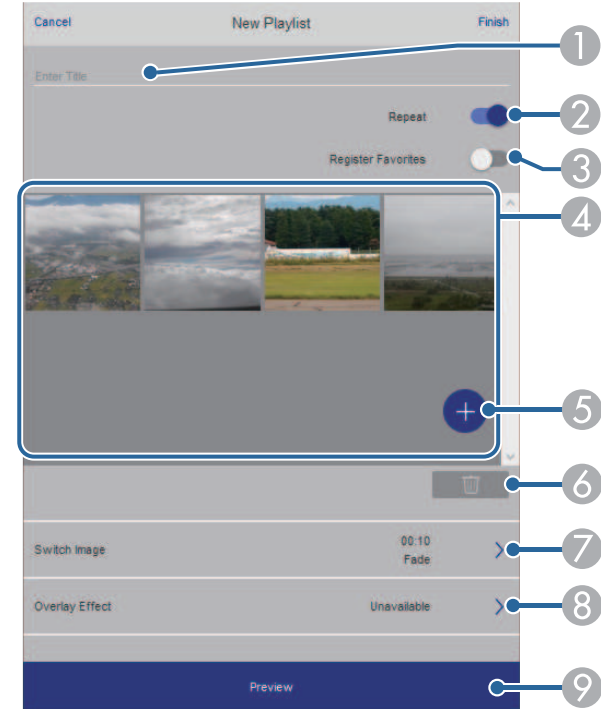 Cancel New Playlist Finish
1
Enter Title
Repeat 2
Register Favorites 3
4
+ 5
6
Switch Image 00:10 Fade 7
Overlay Effect Unavailable 8
Preview 9